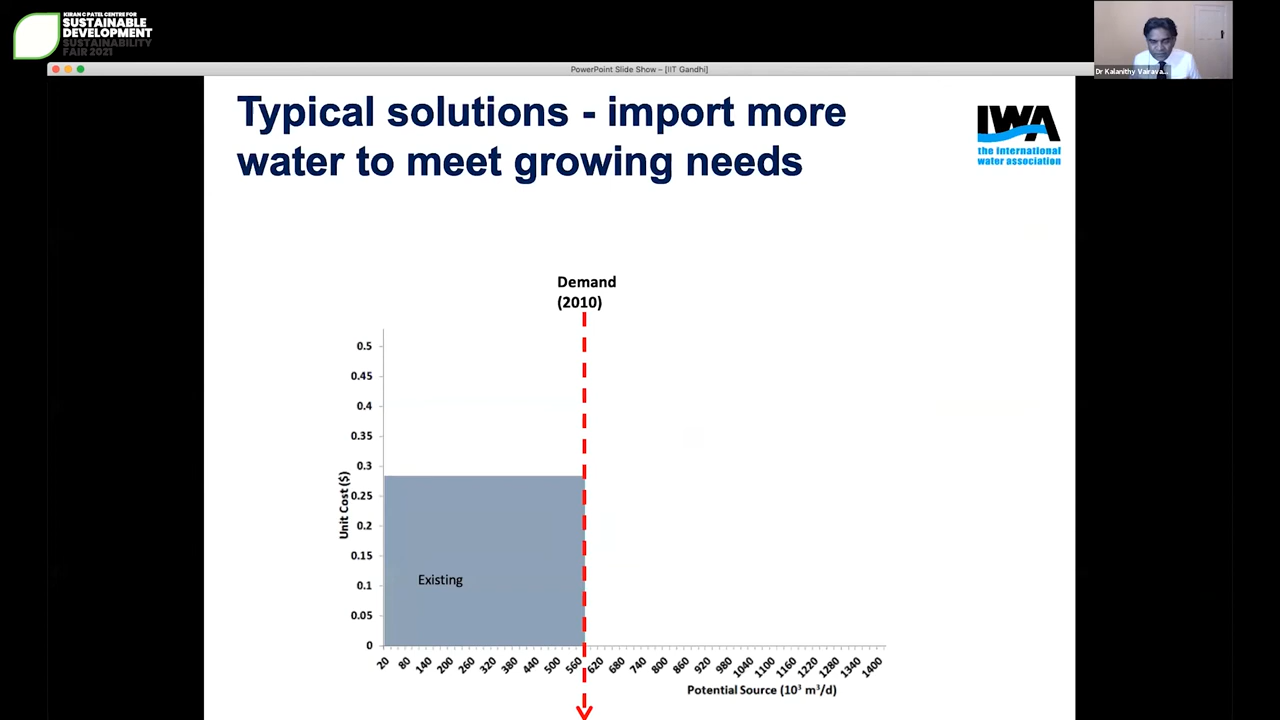 KIRAN C PATEL CENTRE FOR
SUSTAINABLE
DEVELOPMENT
SUSTAINABILITY
FAIR 2021
PowerPoint Slide Show – [IIT Gandhi]
Dr Kalanithy Vairava...
Typical solutions - import more
water to meet growing needs
IWA
the international
water association
Demand
(2010)
0.5
0.45
0.4
0.35
0.3
0.25
0.2
0.15
0.1
0.05
0
Unit Cost ($)
Existing
20 80 140 200 260 320 380 440 500 560 620 680 740 800 860 920 980 1040 1100 1160 1220 1280 1340 1400
Potential Source (10³ m³/d)